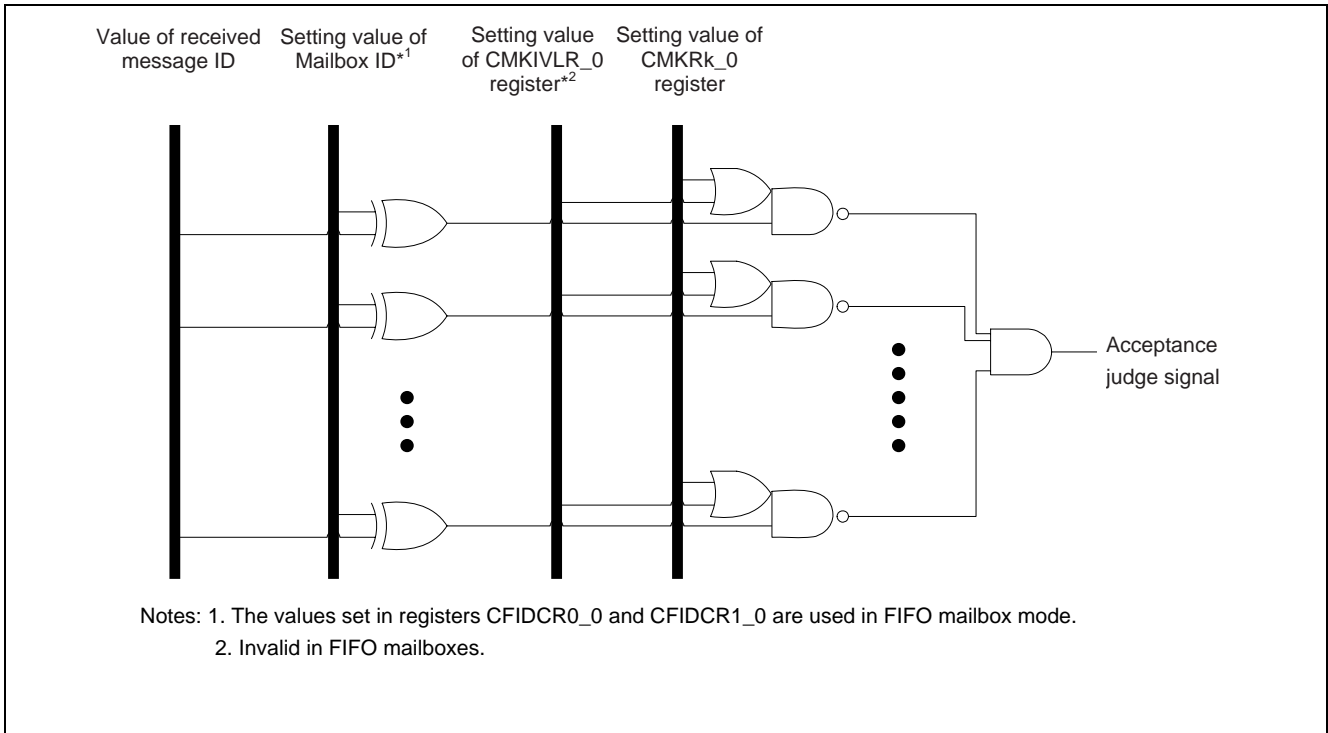 Value of received
message ID
Setting value of
Mailbox ID*1
Setting value
of CMKIVLR_0
register*2
Setting value of
CMKRk_0
register
Acceptance
judge signal
Notes: 1. The values set in registers CFIDCR0_0 and CFIDCR1_0 are used in FIFO mailbox mode.
2. Invalid in FIFO mailboxes.